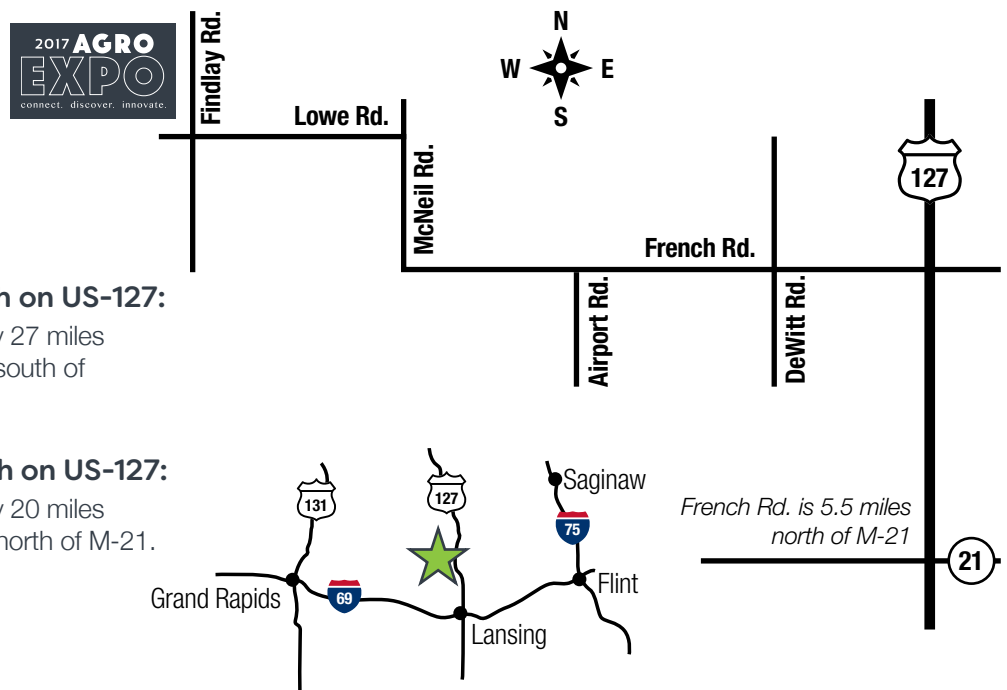 2017 AGRO
EXPO
connect. discover. innovate.
Findlay Rd.
Lowe Rd.
N
W E
S
McNeil Rd.
127
French Rd.
Airport Rd.
DeWitt Rd.
on US-127:
27 miles
south of
on US-127:
20 miles
north of M-21.
131
127
Saginaw
75
French Rd. is 5.5 miles
north of M-21
21
Grand Rapids
69
Flint
Lansing